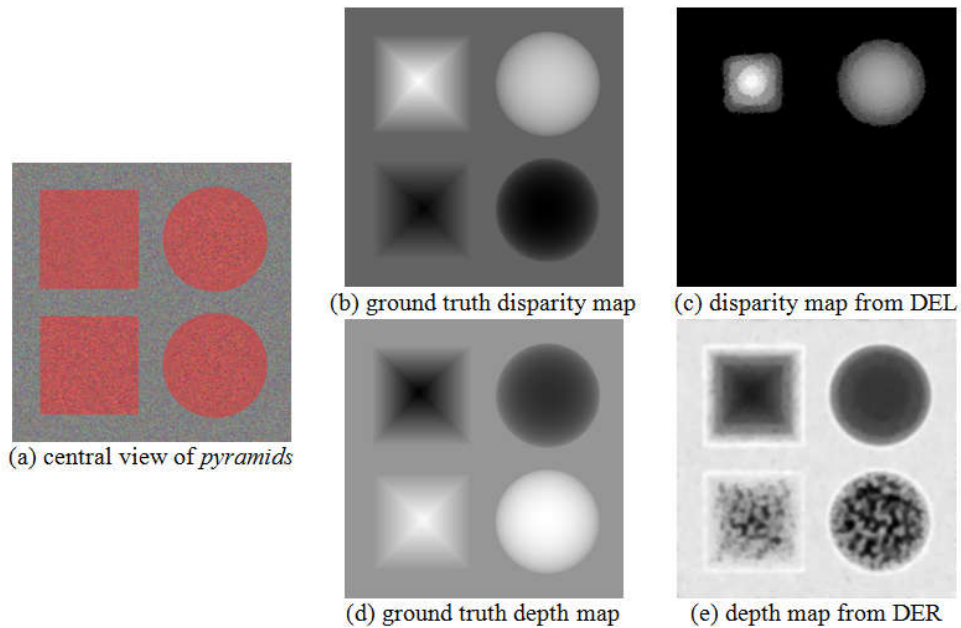 (a) central view of pyramids
(b) ground truth disparity map
(c) disparity map from DEL
(d) ground truth depth map
(e) depth map from DER